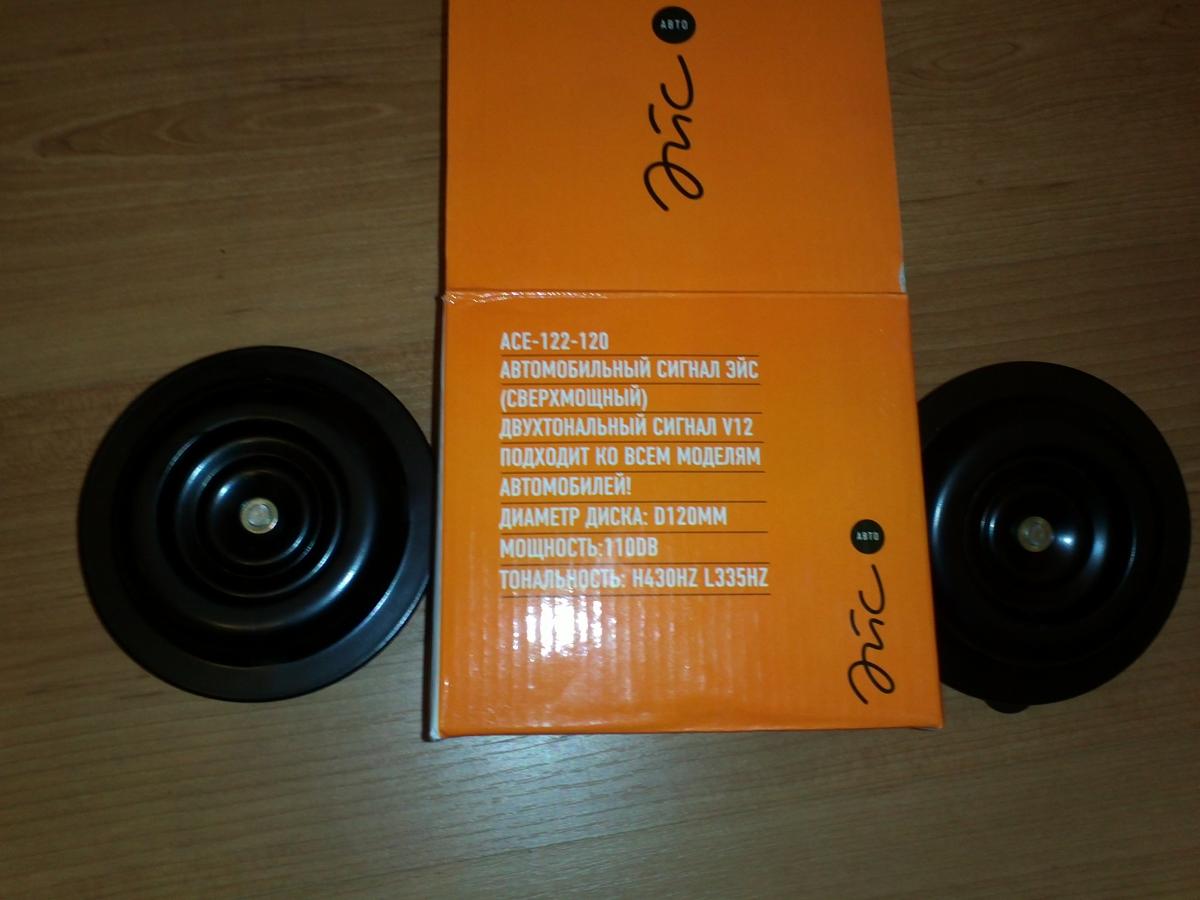 АВТО
эйс
ACE-122-120
АВТОМОБИЛЬНЫЙ СИГНАЛ ЭЙС
(СВЕРХМОЩНЫЙ)
ДВУХТОНАЛЬНЫЙ СИГНАЛ V12
ПОДХОДИТ КО ВСЕМ МОДЕЛЯМ
АВТОМОБИЛЕЙ!
ДИАМЕТР ДИСКА: D120MM
МОЩНОСТЬ:110DB
ТОНАЛЬНОСТЬ: H430HZ L335HZ
АВТО
эйс